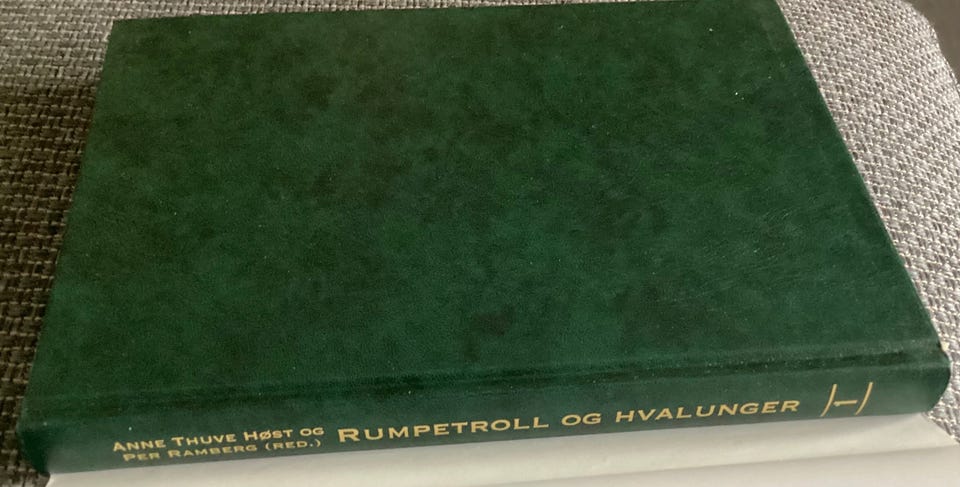 Anne Thuve Høst og
Per Ramberg (red.)
Rumpetroll og hvalunger